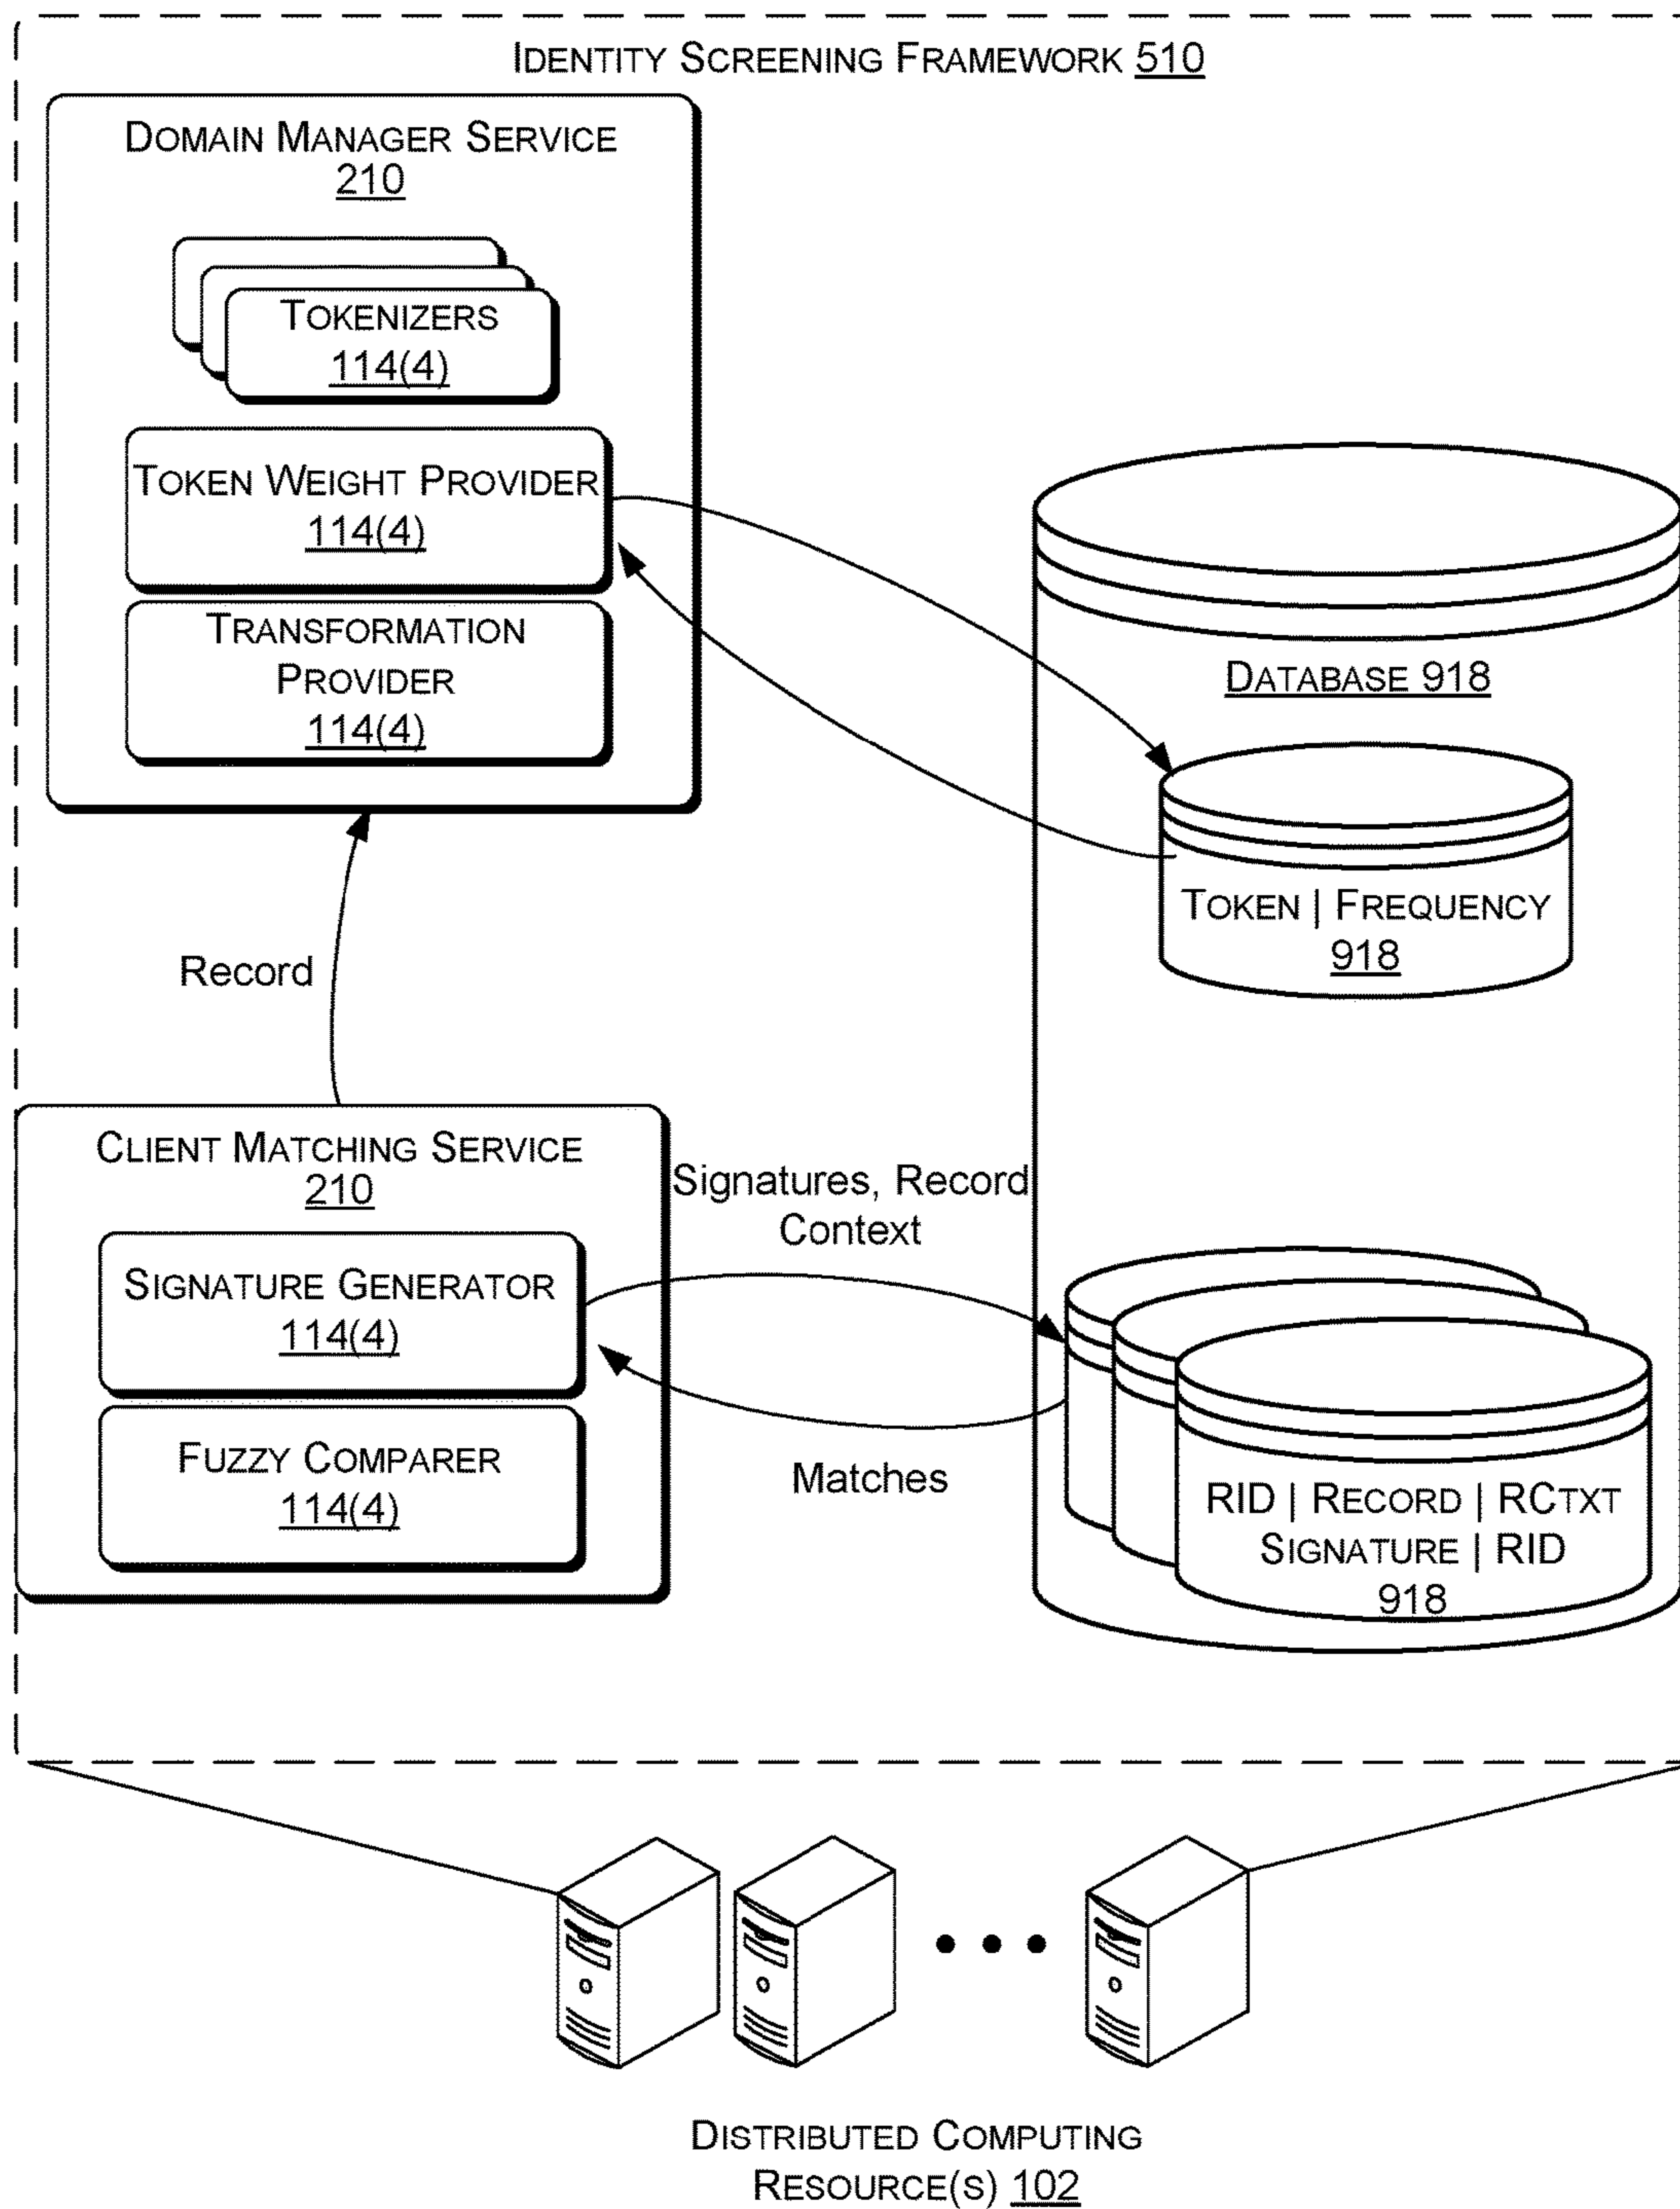 IDENTITY SCREENING FRAMEWORK 510
DOMAIN MANAGER SERVICE
210
TOKENIZERS
114(4)
TOKEN WEIGHT PROVIDER
114(4)
TRANSFORMATION
PROVIDER
114(4)
DATABASE 918
TOKEN | FREQUENCY
918
Record
CLIENT MATCHING SERVICE
210
SIGNATURE GENERATOR
114(4)
FUZZY COMPARER
114(4)
Signatures, Record
Context
Matches
RID | RECORD | RCTXT
SIGNATURE | RID
918
DISTRIBUTED COMPUTING
RESOURCE(S) 102